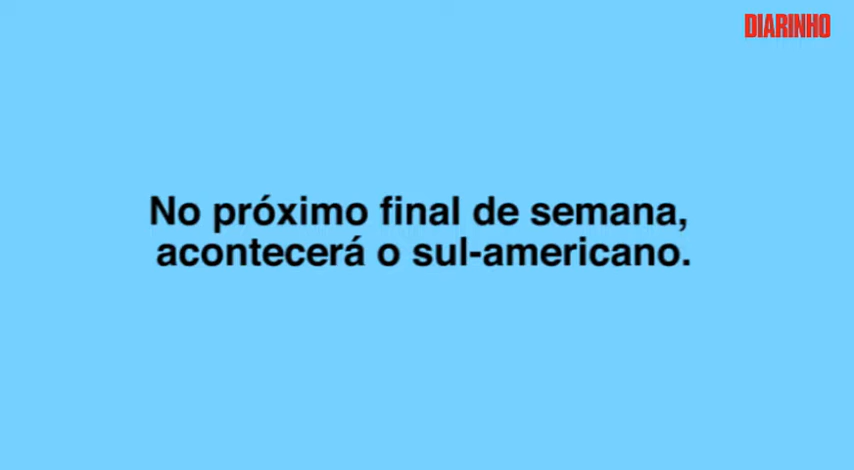 DIARINHO
No próximo final de semana,
acontecerá o sul-americano.